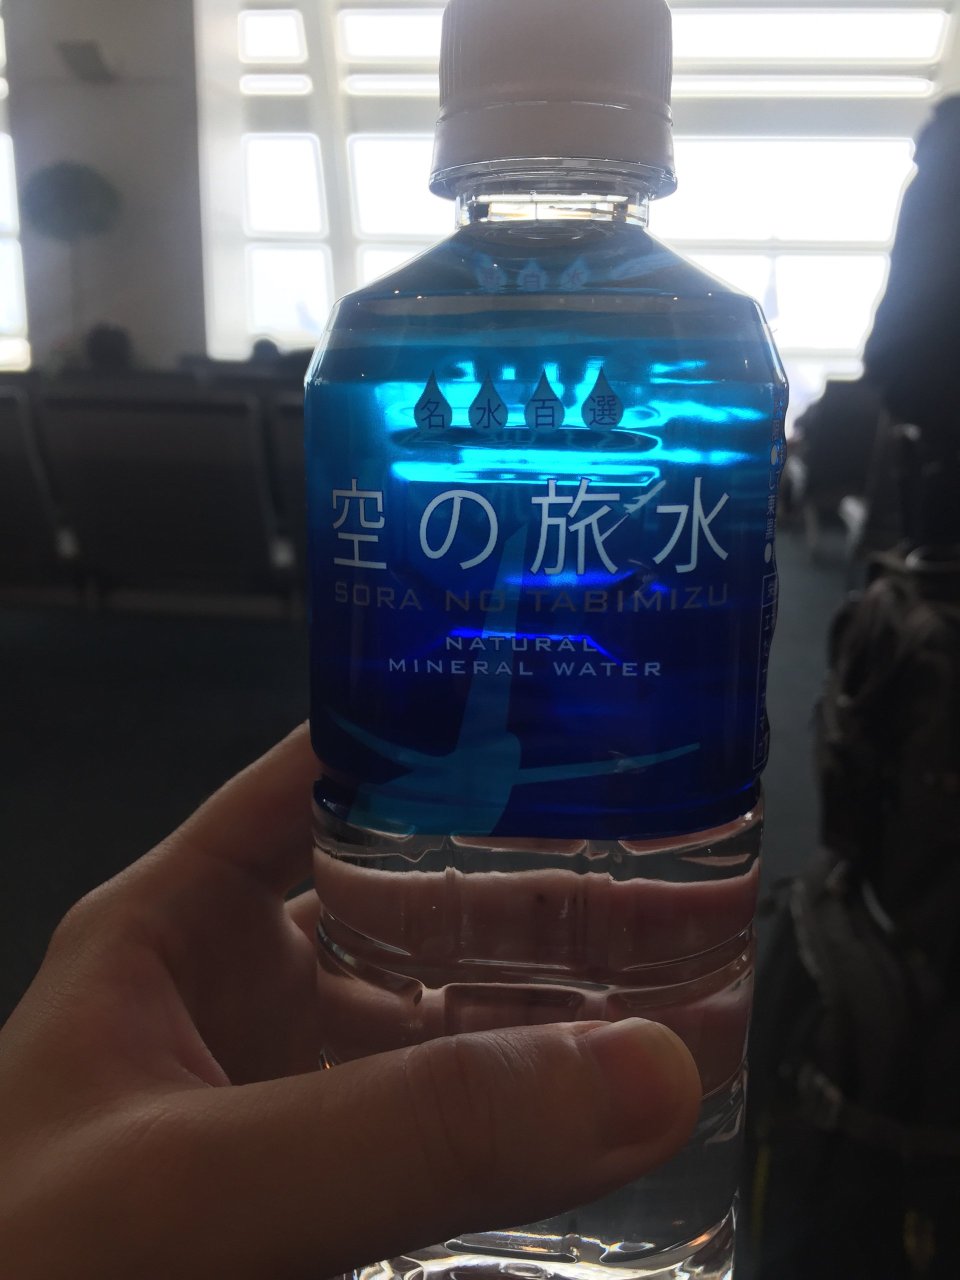 名水百選
空の旅水
SORA NO TABIMIZU
NATURAL
MINERAL WATER